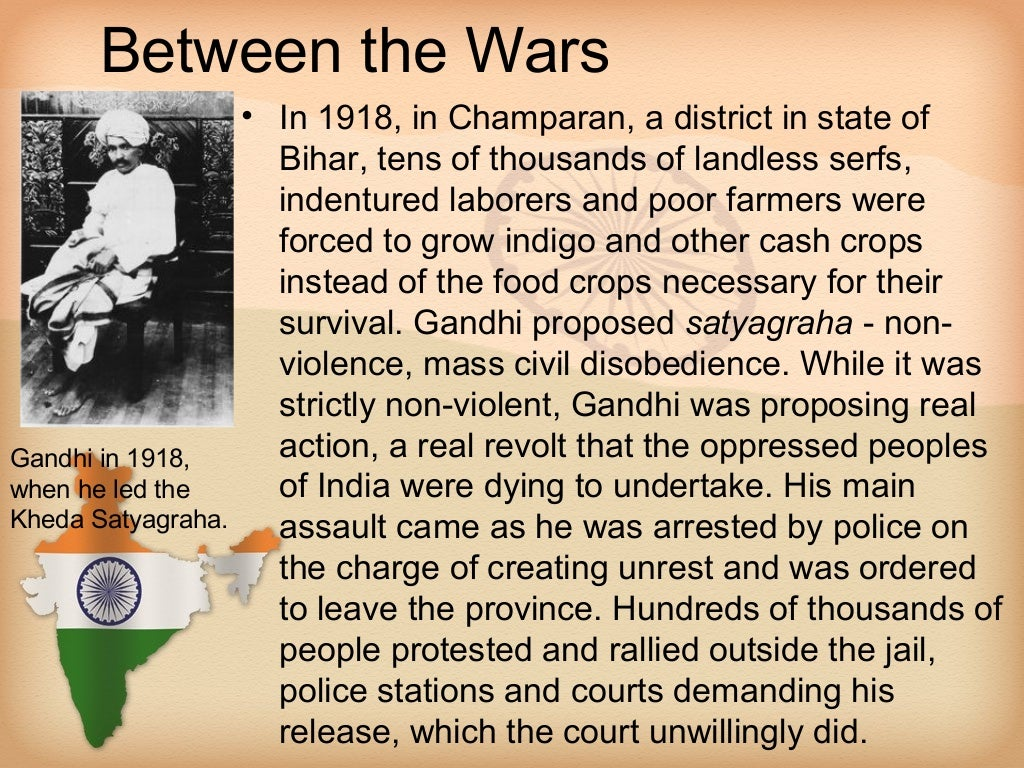 Between the Wars
• In 1918, in Champaran, a district in state of
Bihar, tens of thousands of landless serfs,
indentured laborers and poor farmers were
forced to grow indigo and other cash crops
instead of the food crops necessary for their
survival. Gandhi proposed satyagraha - non-
violence, mass civil disobedience. While it was
strictly non-violent, Gandhi was proposing real
action, a real revolt that the oppressed peoples
of India were dying to undertake. His main
assault came as he was arrested by police on
the charge of creating unrest and was ordered
to leave the province. Hundreds of thousands of
people protested and rallied outside the jail,
police stations and courts demanding his
release, which the court unwillingly did.
Gandhi in 1918,
when he led the
Kheda Satyagraha.